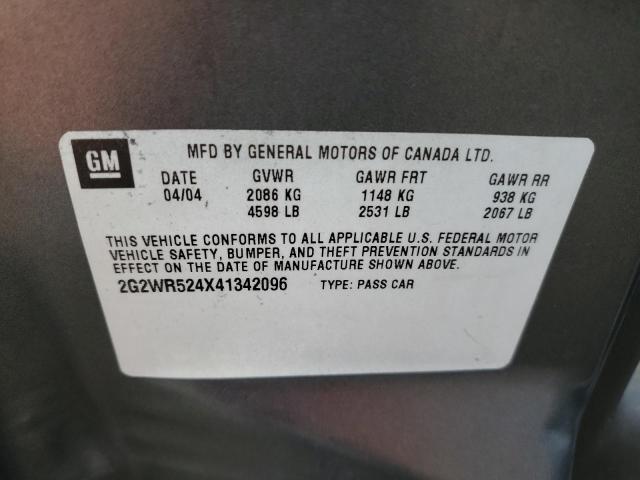 GM
MFD BY GENERAL MOTORS OF CANADA LTD.
DATE GVWR GAWR FRT GAWR RR
04/04 2086 KG 1148 KG 938 KG
4598 LB 2531 LB 2067 LB
THIS VEHICLE CONFORMS TO ALL APPLICABLE U.S. FEDERAL MOTOR
VEHICLE SAFETY, BUMPER, AND THEFT PREVENTION STANDARDS IN
EFFECT ON THE DATE OF MANUFACTURE SHOWN ABOVE.
2G2WR524X41342096 TYPE: PASS CAR